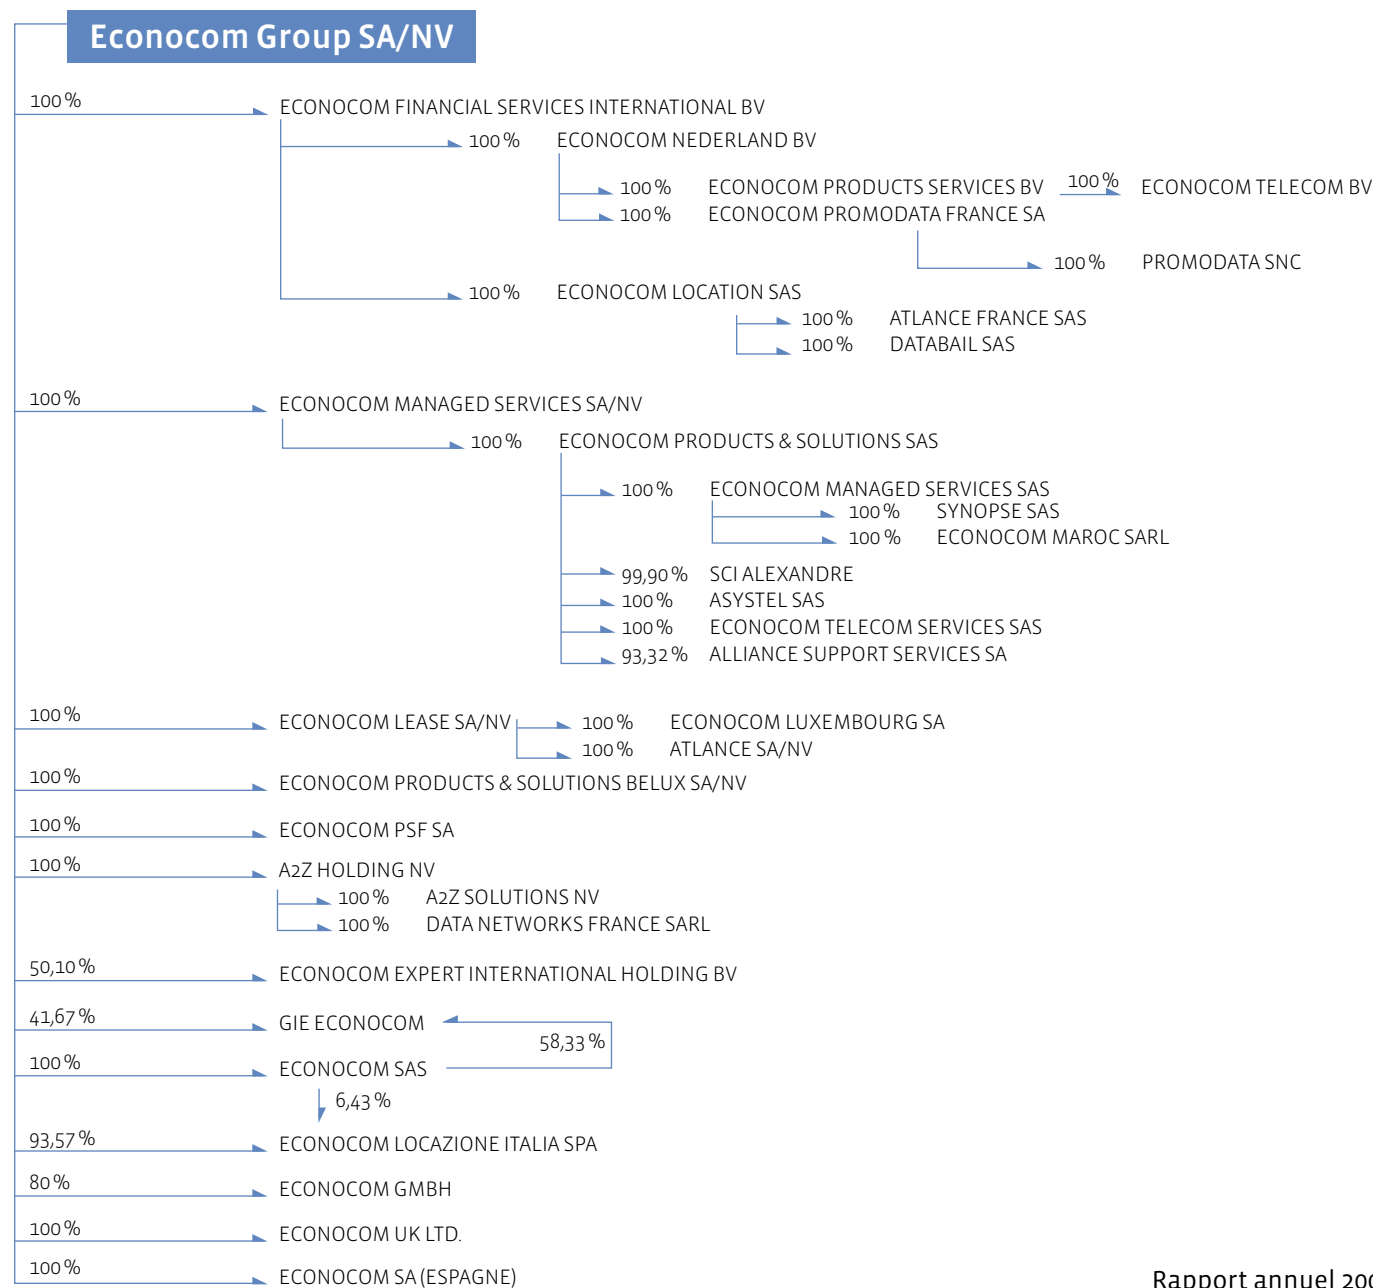 Econocom Group SA/NV
100 % ECONOCOM FINANCIAL SERVICES INTERNATIONAL BV
100 % ECONOCOM NEDERLAND BV
100 % ECONOCOM PRODUCTS SERVICES BV 100 % ECONOCOM TELECOM BV
100 % ECONOCOM PROMODATA FRANCE SA
100 % PROMODATA SNC
100 % ECONOCOM LOCATION SAS
100 % ATLANCE FRANCE SAS
100 % DATABAIL SAS
100 % ECONOCOM MANAGED SERVICES SA/NV
100 % ECONOCOM PRODUCTS & SOLUTIONS SAS
100 % ECONOCOM MANAGED SERVICES SAS
100 % SYNOPSE SAS
100 % ECONOCOM MAROC SARL
99,90 % SCI ALEXANDRE
100 % ASYSTEL SAS
100 % ECONOCOM TELECOM SERVICES SAS
93,32 % ALLIANCE SUPPORT SERVICES SA
100 % ECONOCOM LEASE SA/NV 100 % ECONOCOM LUXEMBOURG SA
100 % ATLANCE SA/NV
100 % ECONOCOM PRODUCTS & SOLUTIONS BELUX SA/NV
100 % ECONOCOM PSF SA
100 % A2Z HOLDING NV
100 % A2Z SOLUTIONS NV
100 % DATA NETWORKS FRANCE SARL
50,10 % ECONOCOM EXPERT INTERNATIONAL HOLDING BV
41,67 % GIE ECONOCOM
58,33 %
100 % ECONOCOM SAS
6,43 %
93,57 % ECONOCOM LOCAZIONE ITALIA SPA
80 % ECONOCOM GMBH
100 % ECONOCOM UK LTD.
100 % ECONOCOM SA (ESPAGNE)
Rapport annuel